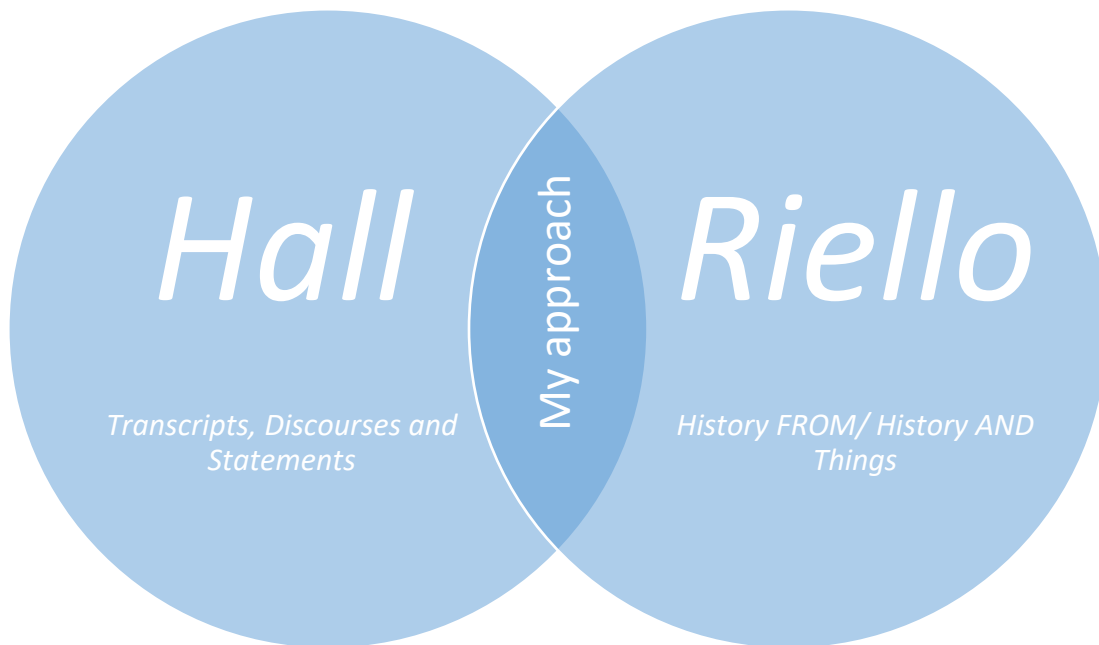 Hall
Transcripts, Discourses and
Statements
My approach
Riello
History FROM/ History AND
Things